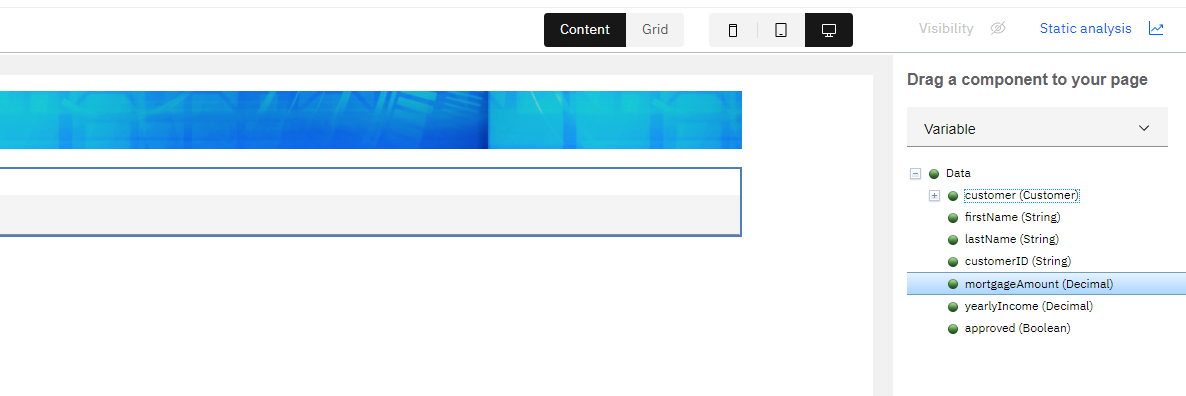 Content Grid Visibility Static analysis
Drag a component to your page
Variable
Data
customer (Customer)
firstName (String)
lastName (String)
customerID (String)
mortgageAmount (Decimal)
yearlyIncome (Decimal)
approved (Boolean)